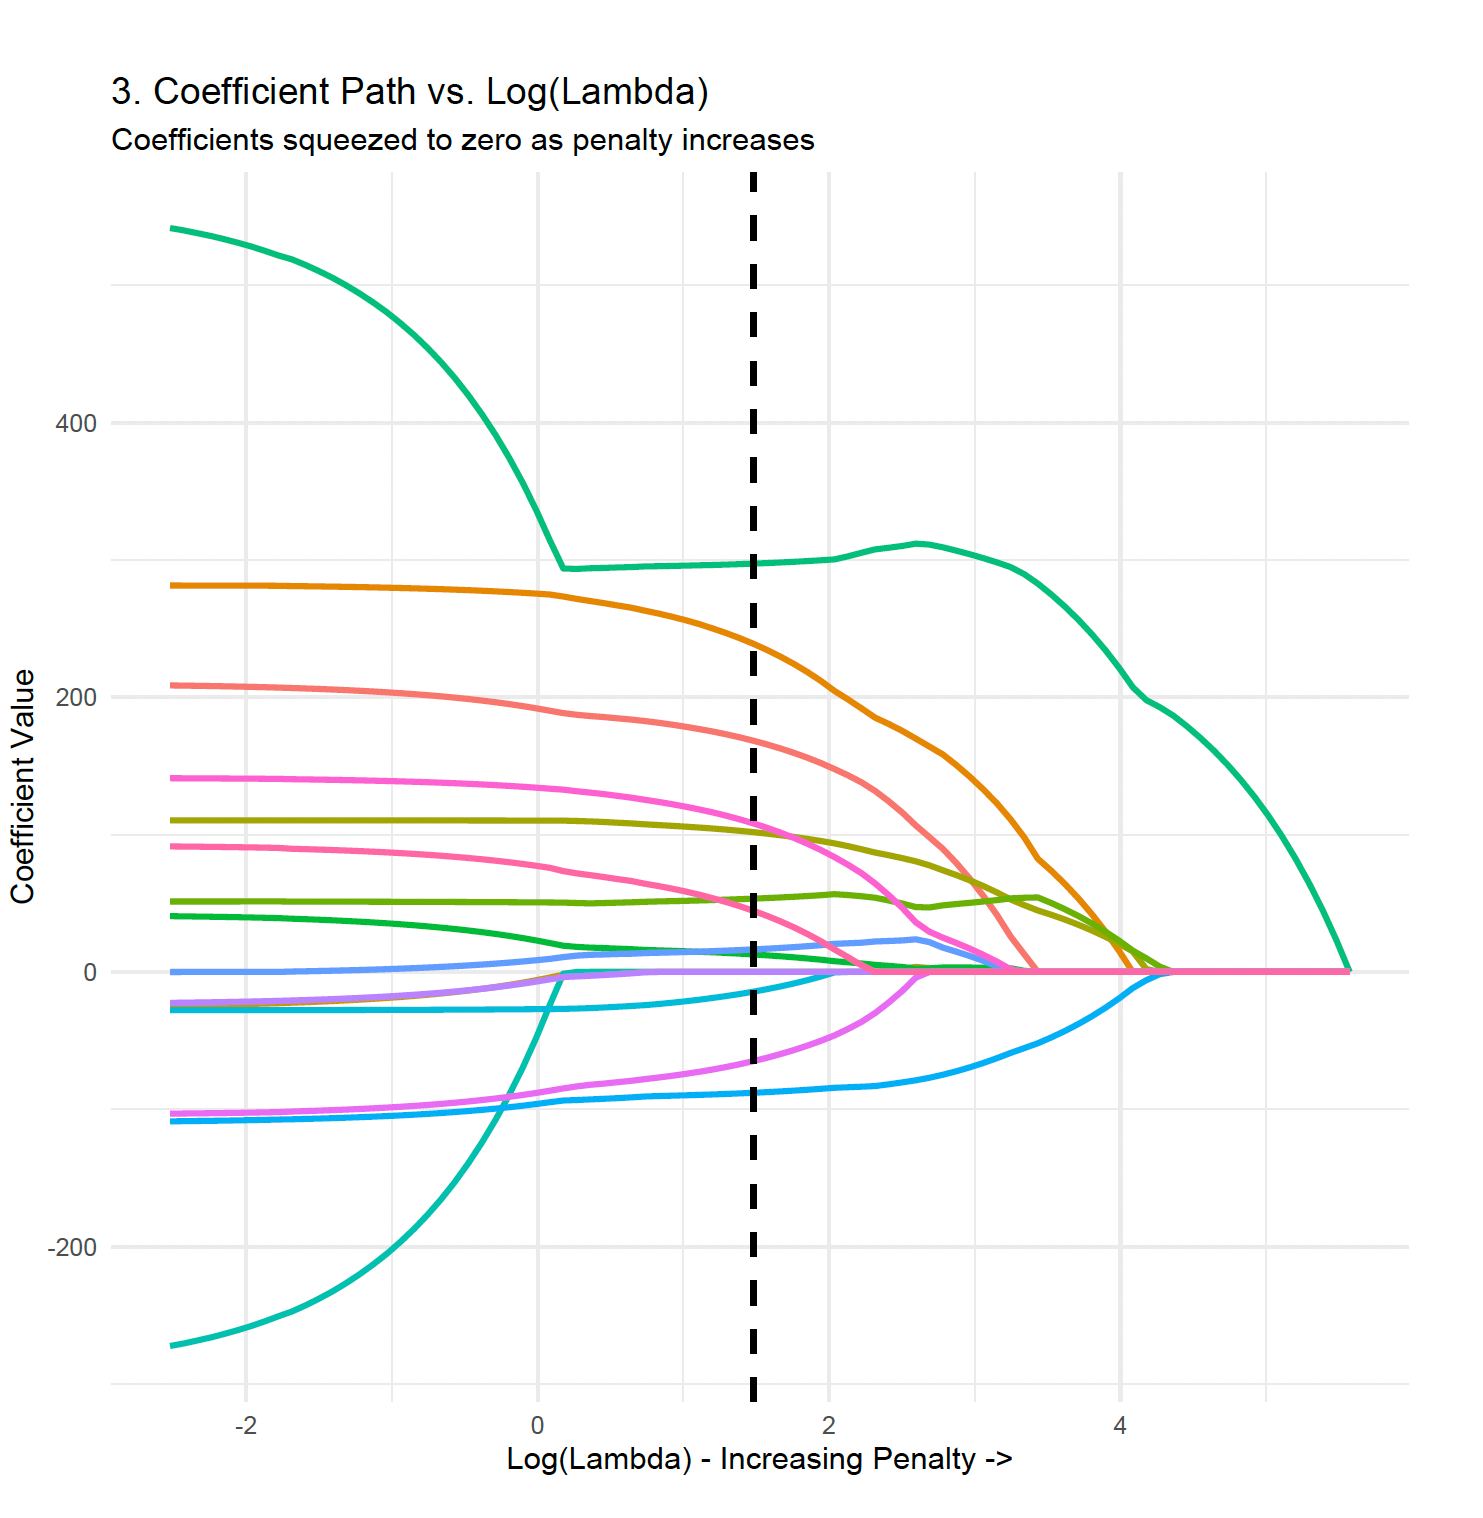 3. Coefficient Path vs. Log(Lambda)
Coefficients squeezed to zero as penalty increases
Coefficient Value
400
200
0
-200
-2
0
2
4
Log(Lambda) - Increasing Penalty ->